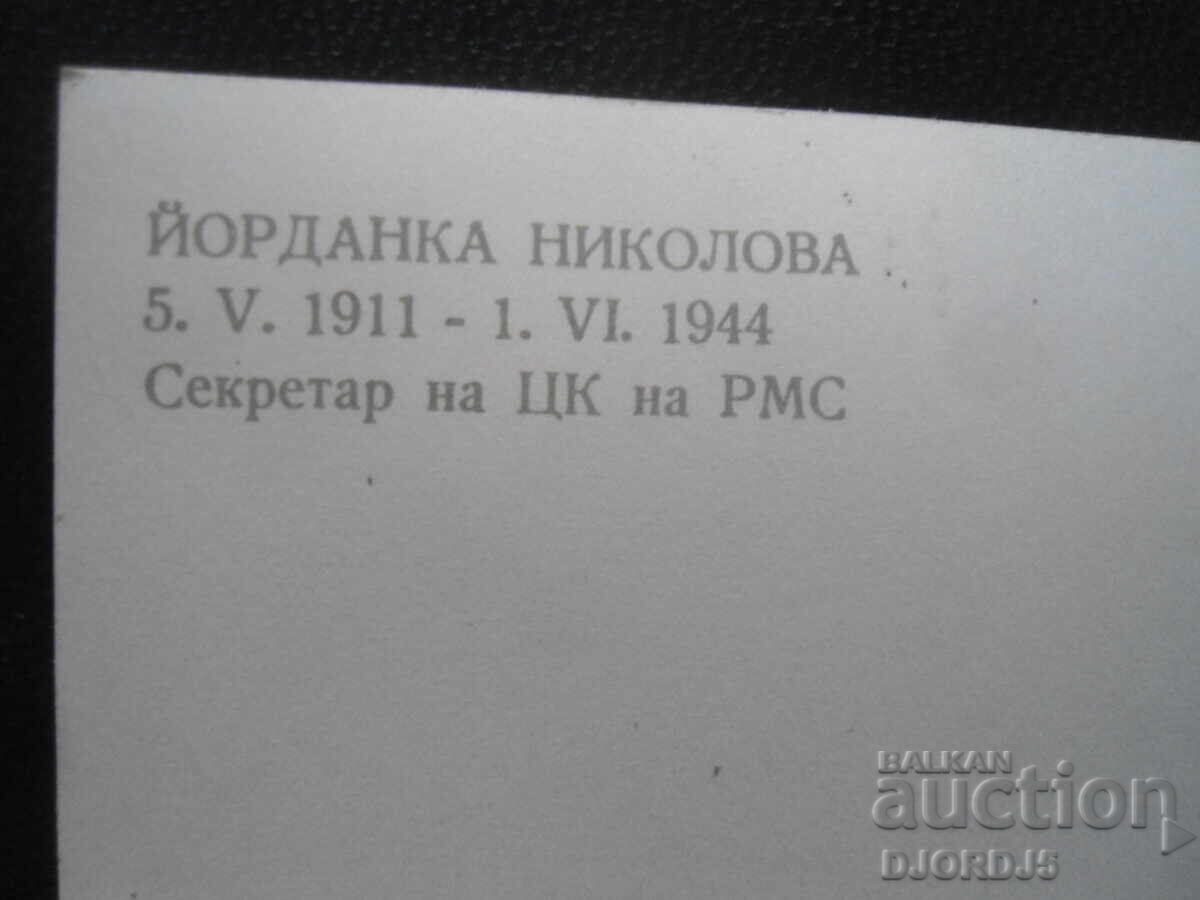 ЙОРДАНКА НИКОЛОВА
5. V. 1911 - 1. VI. 1944
Секретар на ЦК на РМС
BALKAN
auction
DJORDJ5